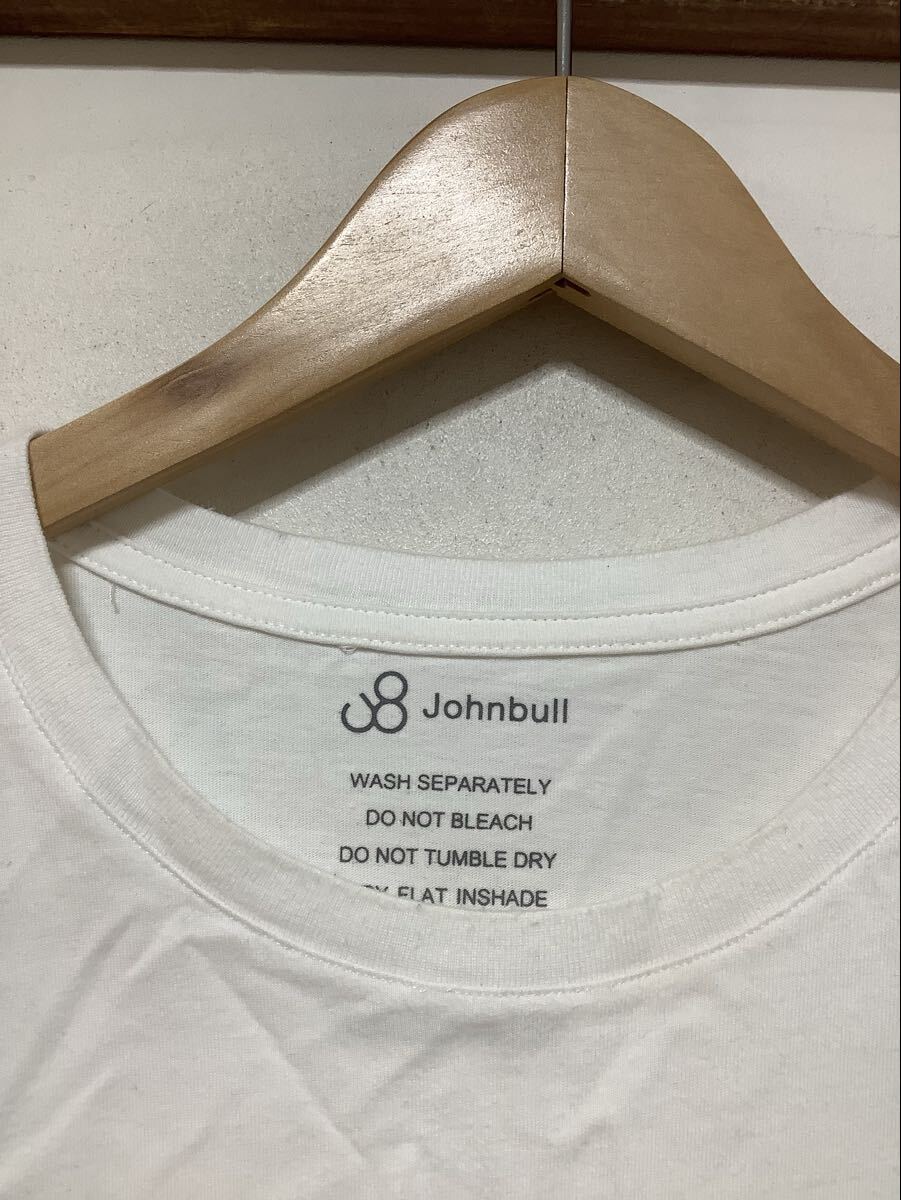 Johnbull
WASH SEPARATELY
DO NOT BLEACH
DO NOT TUMBLE DRY
FLAT INSHADE